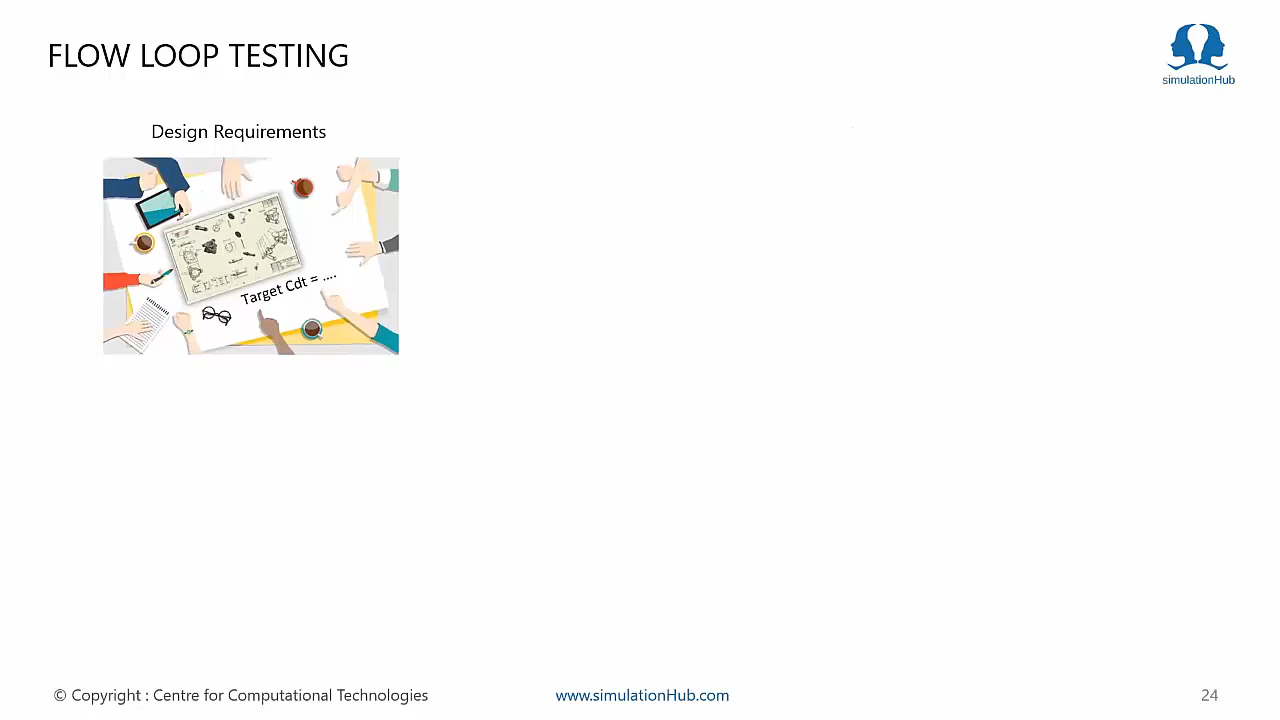 FLOW LOOP TESTING
simulationHub
Design Requirements
Target Cdt = ....
© Copyright : Centre for Computational Technologies
www.simulationHub.com
24